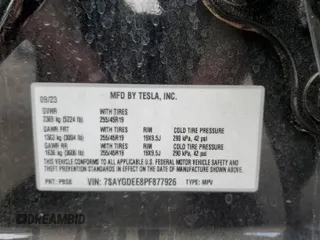 MFD BY TESLA, INC.
09/23
GVWR WITH TIRES
2369 kg (5224 lb) 255/45R19
GAWR FRT WITH TIRES RIM COLD TIRE PRESSURE
1363 kg (3004 lb) 255/45R19 19X9.5J 290 kPa, 42 psi
GAWR RR WITH TIRES RIM COLD TIRE PRESSURE
1636 kg (3606 lb) 255/45R19 19X9.5J 290 kPa, 42 psi
THIS VEHICLE CONFORMS TO ALL APPLICABLE U.S. FEDERAL MOTOR VEHICLE SAFETY AND
THEFT PREVENTION STANDARDS IN EFFECT ON THE DATE OF MANUFACTURE SHOWN ABOVE.
PNT: PBSB VIN: 7SAYGDEE8PF877926 TYPE: MPV
DREAMBID